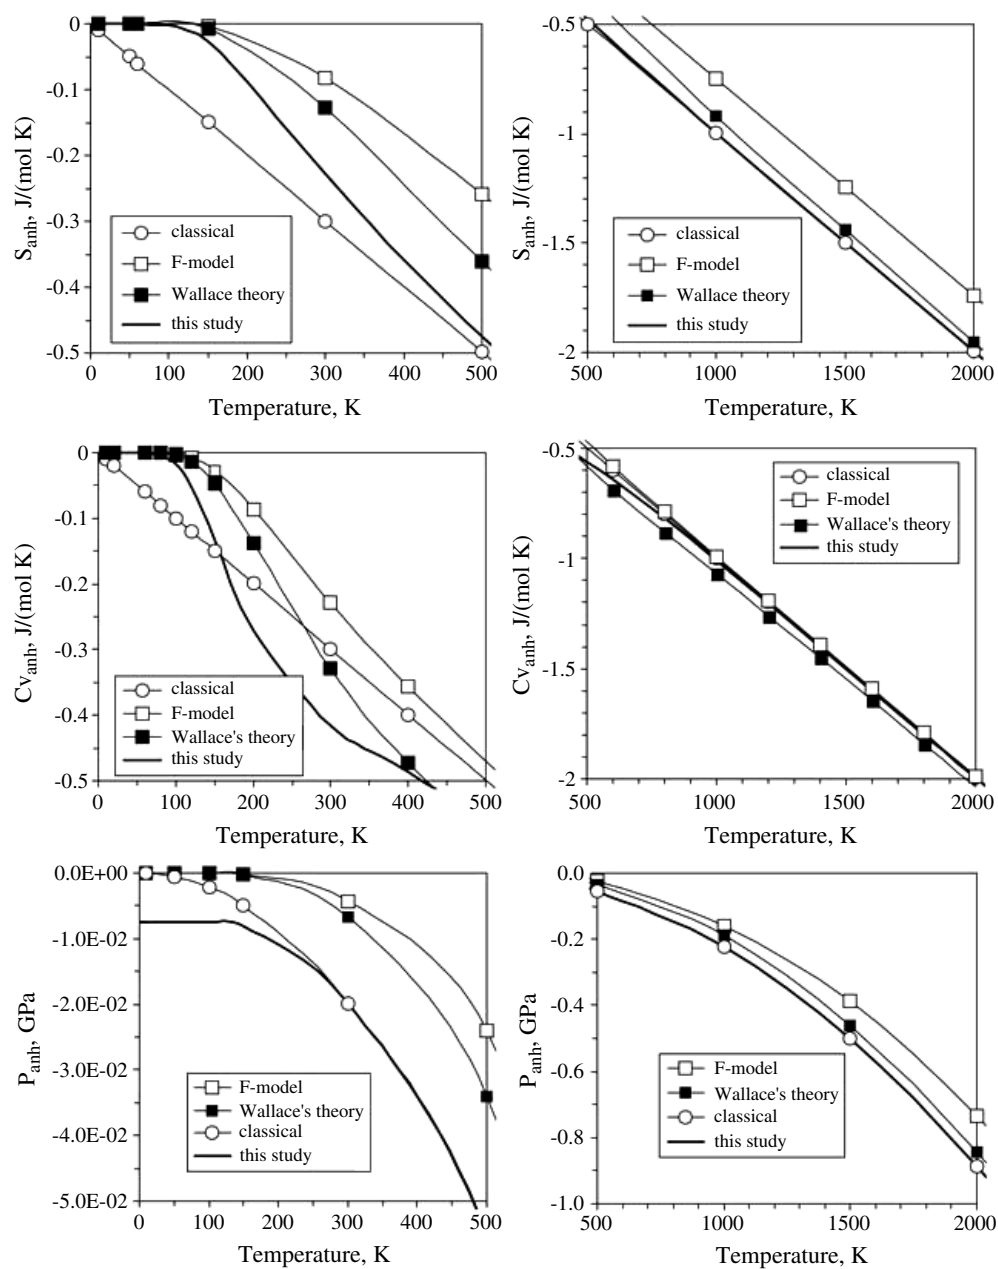 0
-0.1
-0.2
-0.3
-0.4
-0.5
S_anh, J/(mol K)
classical
F-model
Wallace theory
this study
0 100 200 300 400 500
Temperature, K
-0.5
-1
-1.5
-2
S_anh, J/(mol K)
classical
F-model
Wallace theory
this study
500 1000 1500 2000
Temperature, K
0
-0.1
-0.2
-0.3
-0.4
-0.5
Cv_anh, J/(mol K)
classical
F-model
Wallace's theory
this study
0 100 200 300 400 500
Temperature, K
-0.5
-1
-1.5
-2
Cv_anh, J/(mol K)
classical
F-model
Wallace's theory
this study
500 1000 1500 2000
Temperature, K
0.0E+00
-1.0E-02
-2.0E-02
-3.0E-02
-4.0E-02
-5.0E-02
P_anh, GPa
F-model
Wallace's theory
classical
this study
0 100 200 300 400 500
Temperature, K
0.0
-0.2
-0.4
-0.6
-0.8
-1.0
P_anh, GPa
F-model
Wallace's theory
classical
this study
500 1000 1500 2000
Temperature, K